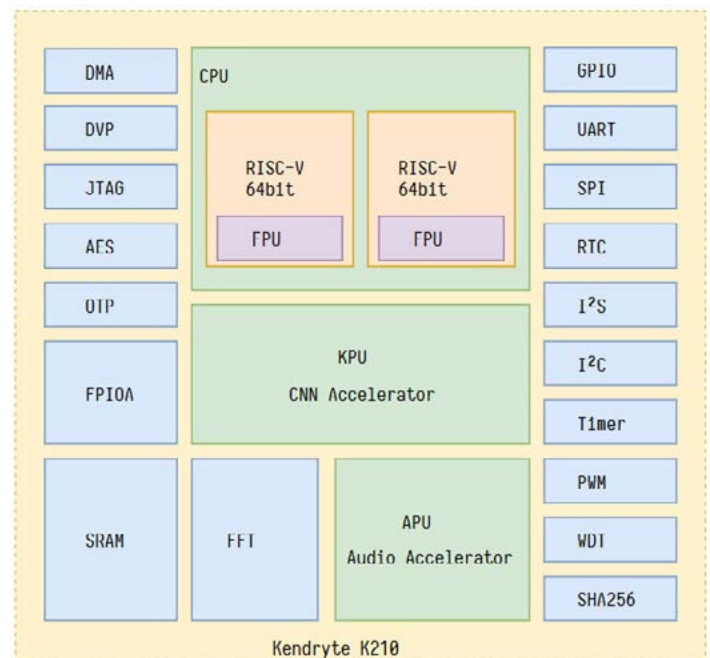 DMA
DVP
JTAG
AES
OTP
FPIOA
SRAM
CPU
RISC-V
64bit
FPU
RISC-V
64bit
FPU
KPU
CNN Accelerator
FFT
APU
Audio Accelerator
GPIO
UART
SPI
RTC
I²S
I²C
Timer
PWM
WDT
SHA256
Kendryte K210